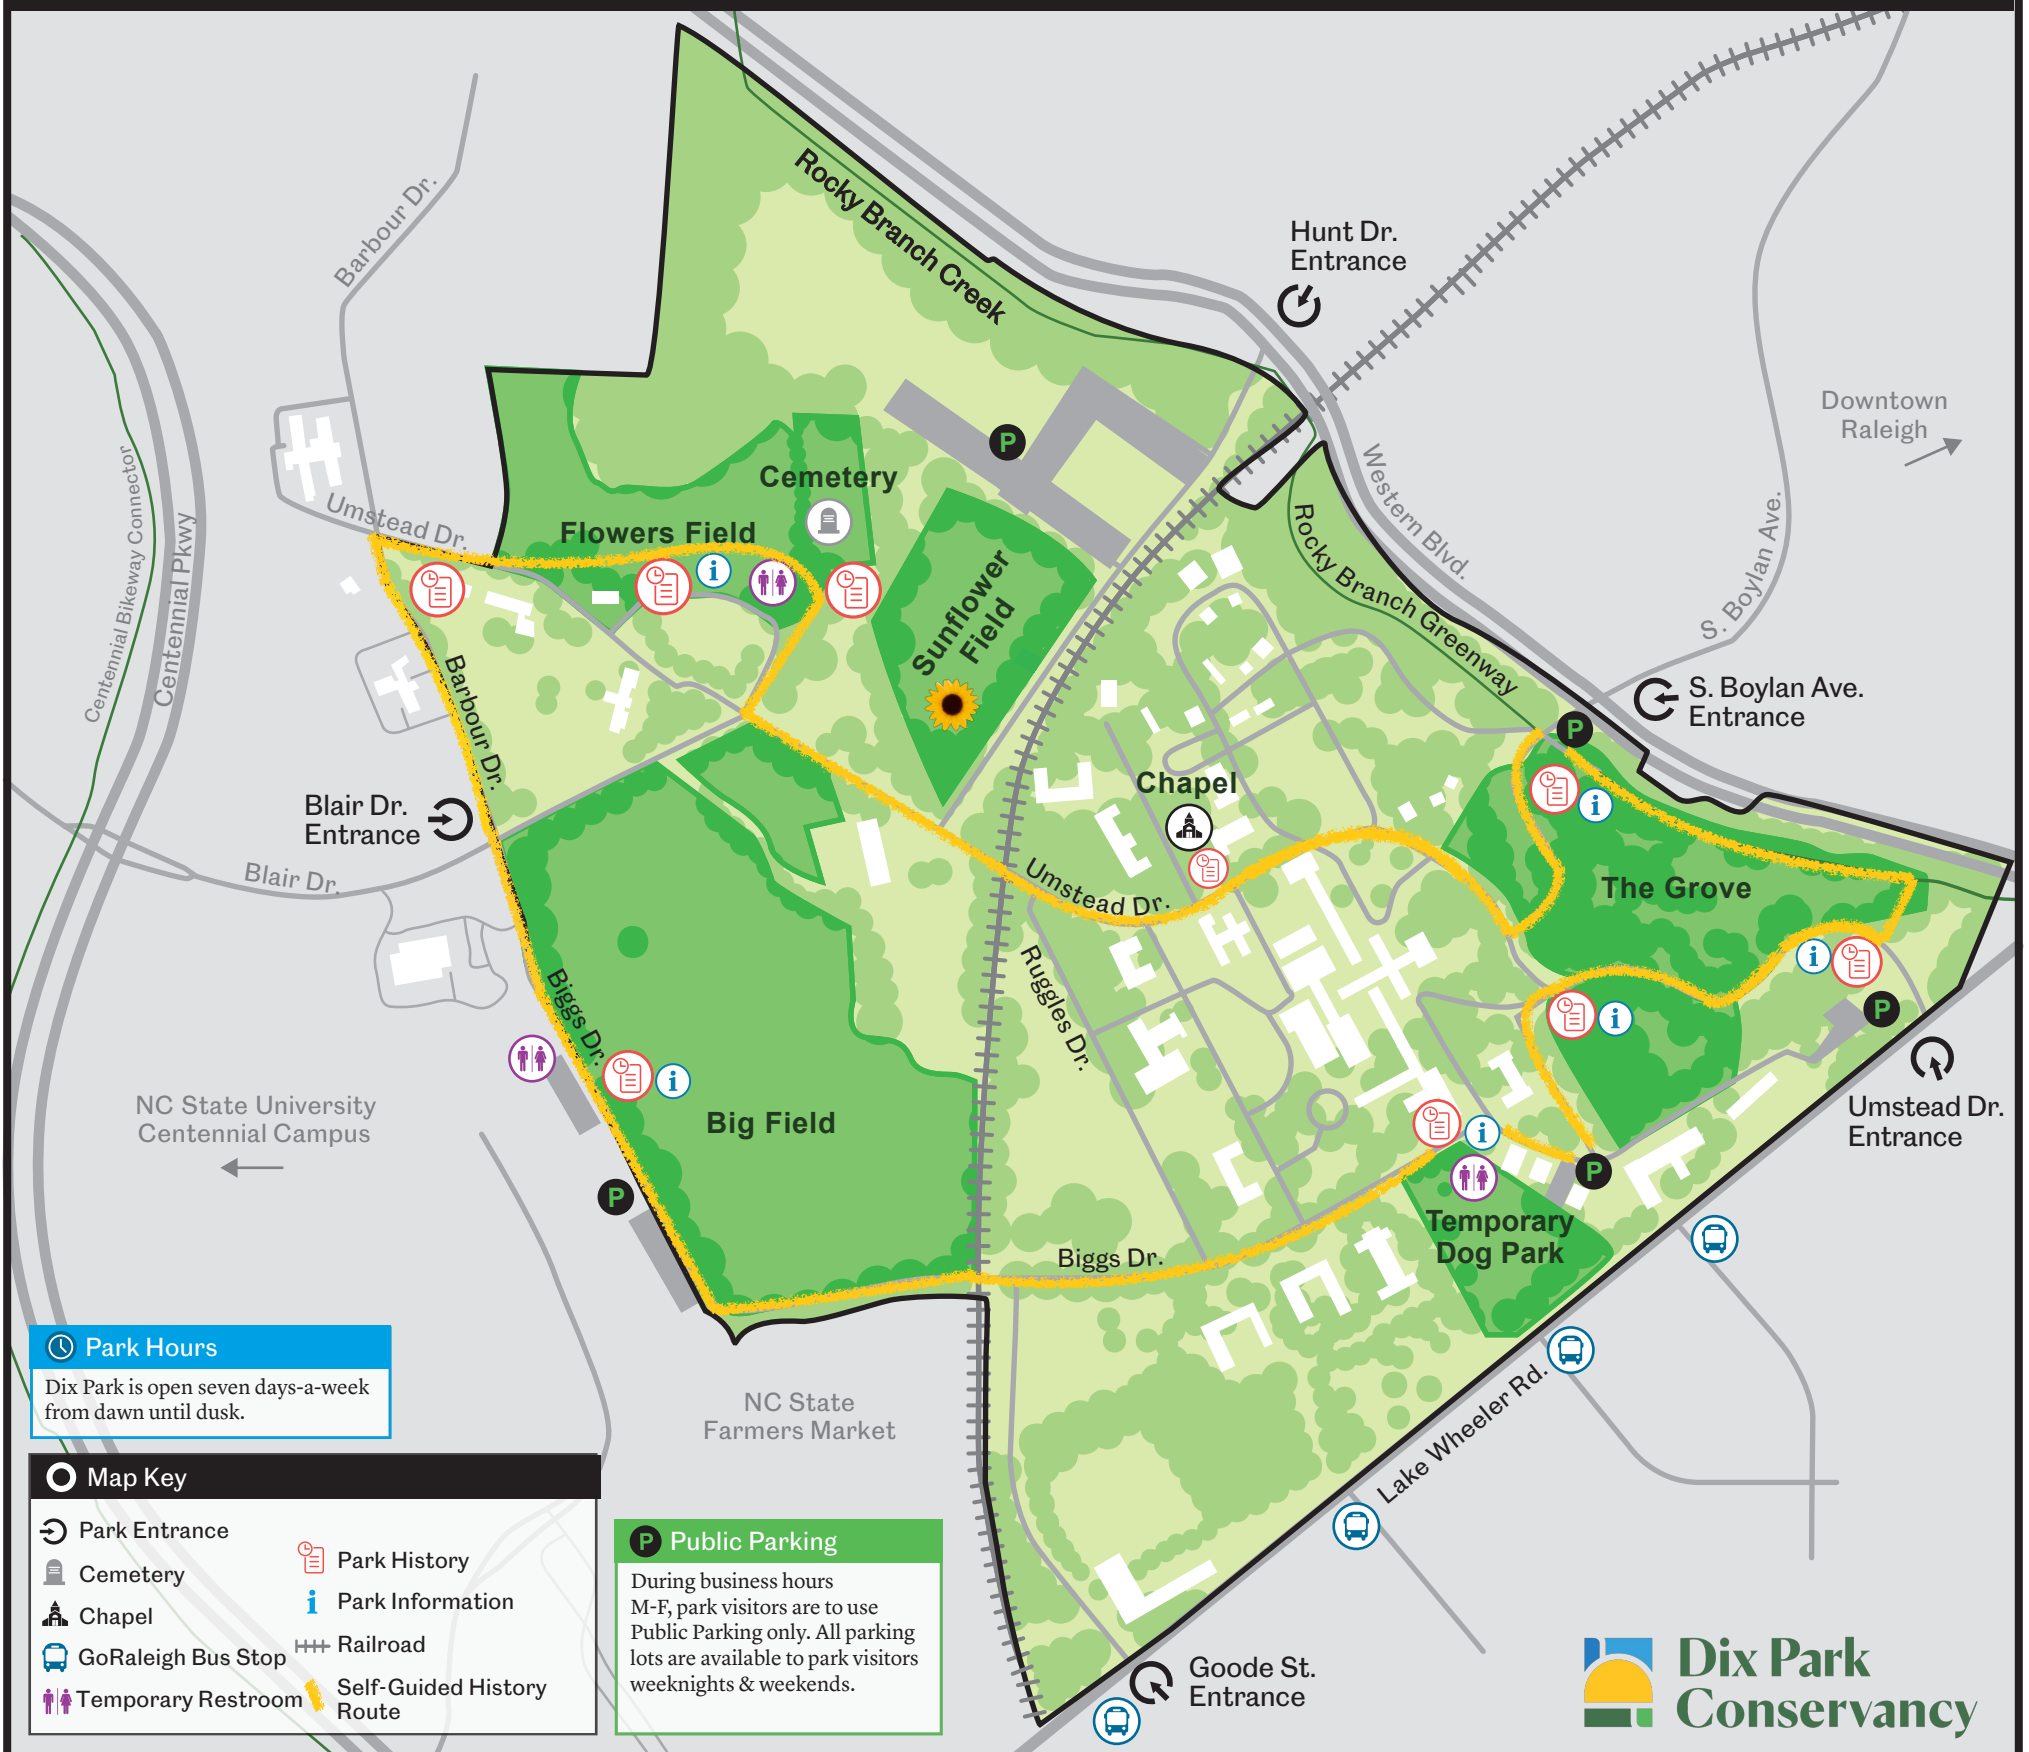 Rocky Branch Creek
Barbour Dr.
Hunt Dr.
Entrance
Downtown
Raleigh
Western Blvd.
S. Boylan Ave.
Centennial Bikeway Connector
Centennial Pkwy
Umstead Dr.
Cemetery
Flowers Field
Sunflower
Field
Rocky Branch Greenway
S. Boylan Ave.
Entrance
P
P
i
Barbour Dr.
Blair Dr.
Entrance
Blair Dr.
Chapel
i
Umstead Dr.
The Grove
Ruggles Dr.
i
i
P
Biggs Dr.
i
Big Field
NC State University
Centennial Campus
Umstead Dr.
Entrance
P
i
P
Temporary
Dog Park
Biggs Dr.
Park Hours
Dix Park is open seven days-a-week
from dawn until dusk.
NC State
Farmers Market
Lake Wheeler Rd.
Map Key
Park Entrance
Cemetery
Chapel
GoRaleigh Bus Stop
Temporary Restroom
Park History
i Park Information
Railroad
Self-Guided History
Route
P Public Parking
During business hours
M-F, park visitors are to use
Public Parking only. All parking
lots are available to park visitors
weeknights & weekends.
Goode St.
Entrance
Dix Park
Conservancy